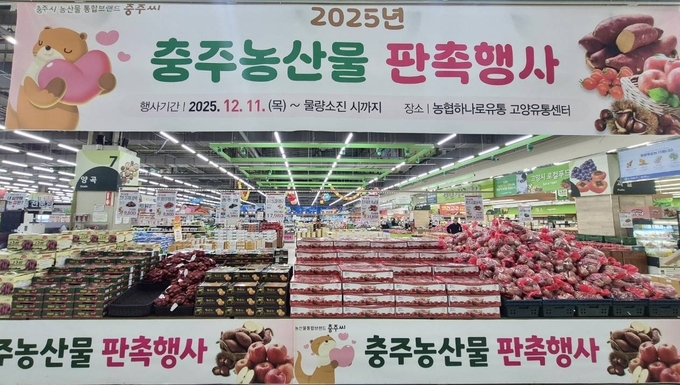 충주시 농산물 통합브랜드 충주씨
2025년
충주농산물 판촉행사
행사기간 | 2025. 12. 11. (목) ~ 물량소진 시까지 장소 | 농협하나로유통 고양유통센터
7
양곡
농산물통합브랜드 충주씨
주농산물 판촉행사
충주농산물 판촉행사